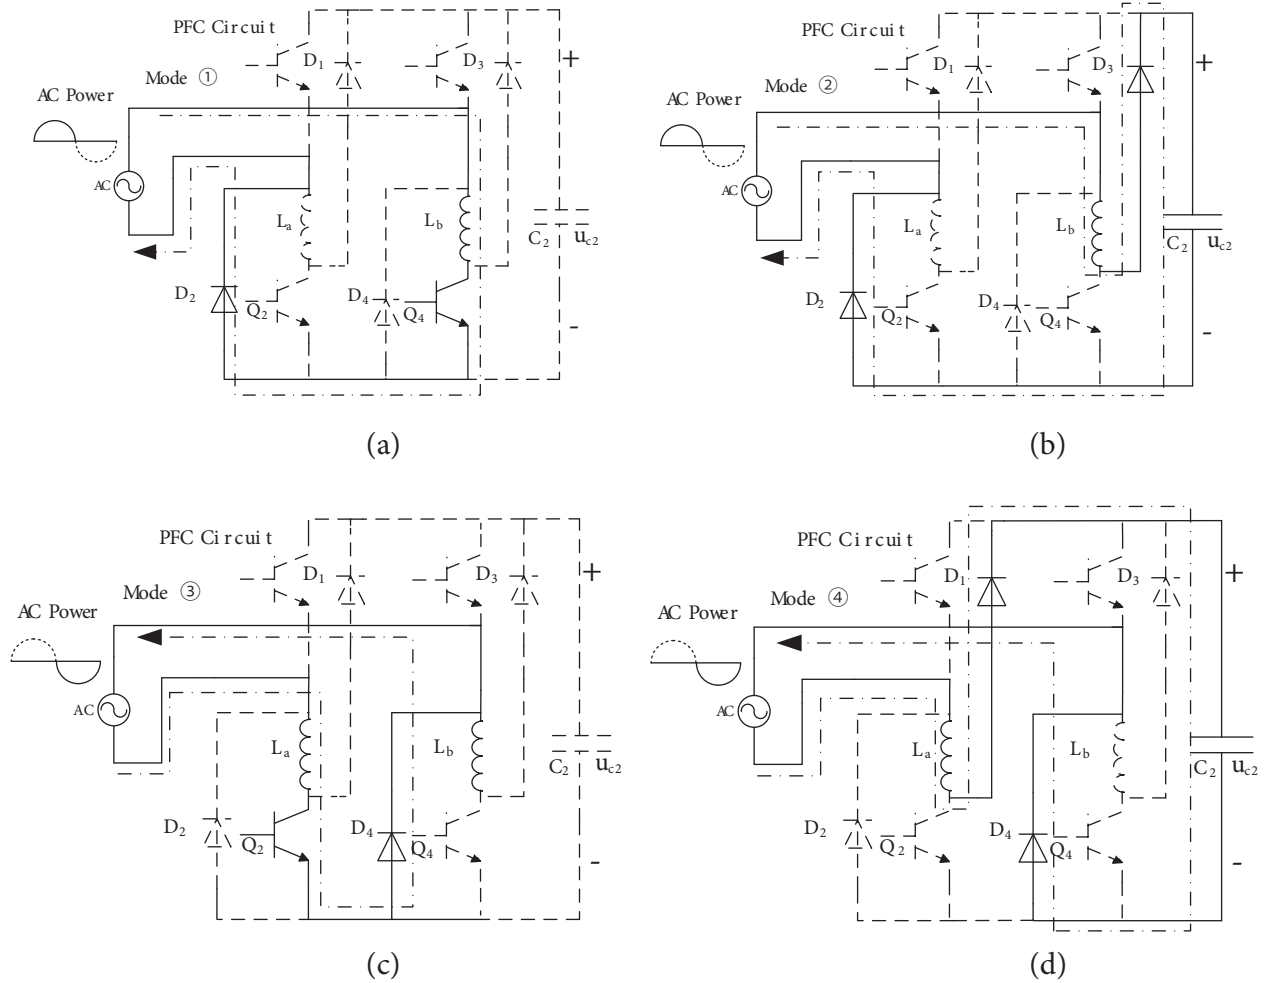 PFC Circuit
D1
D3
+
Mode ①
AC Power
AC
La
Lb
C2
uc2
D2
Q2
D4
Q4
-
(a)
PFC Circuit
D1
D3
+
Mode ②
AC Power
AC
La
Lb
C2
uc2
D2
Q2
D4
Q4
-
(b)
PFC Circuit
D1
D3
+
Mode ③
AC Power
AC
La
Lb
C2
uc2
D2
Q2
D4
Q4
-
(c)
PFC Circuit
D1
D3
+
Mode ④
AC Power
AC
La
Lb
C2
uc2
D2
Q2
D4
Q4
-
(d)